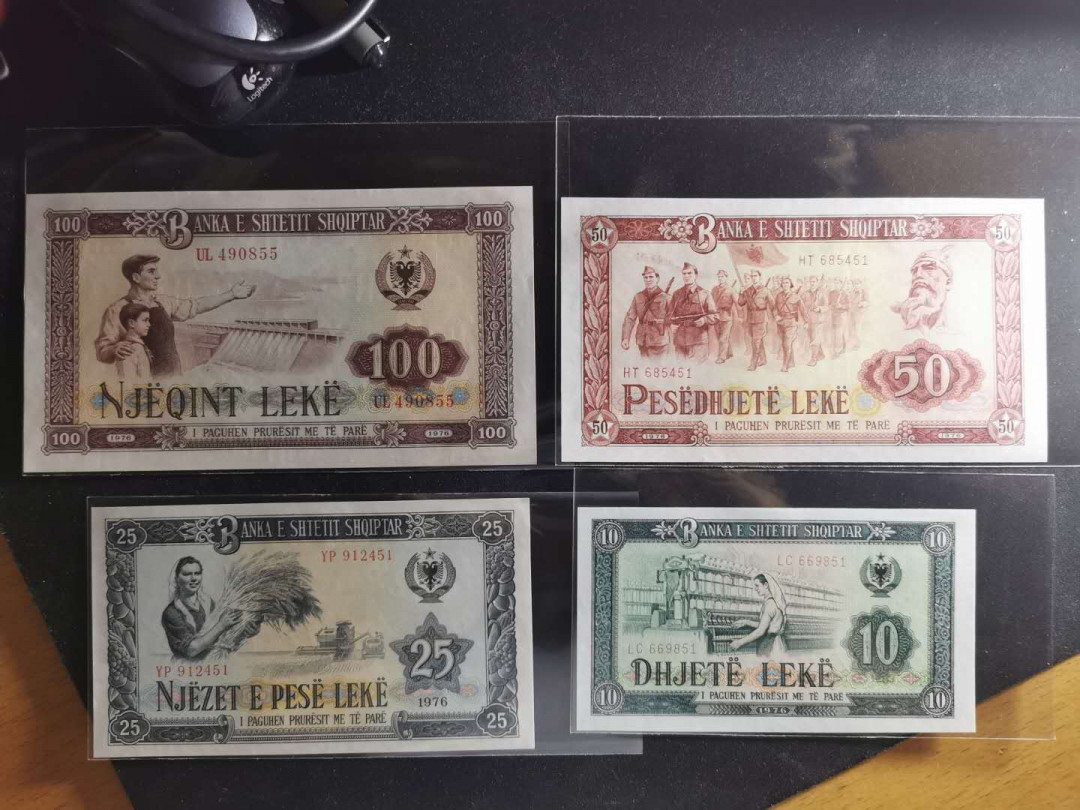 Logitech
100 BANKA E SHTETIT SHQIPTAR 100
UL 490855
100
NJËQINT LEKË UL 490855
100 1976 I PAGUHEN PRURËSIT ME TË PARË 1976 100
50 BANKA E SHTETIT SHQIPTAR 50
HT 685451
HT 685451
50
PESËDHJETË LEKË
50 1976 I PAGUHEN PRURËSIT ME TË PARË 1976 50
25 BANKA E SHTETIT SHQIPTAR 25
YP 912451
YP 912451
25
NJËZET E PESË LEKË 1976
25 I PAGUHEN PRURËSIT ME TË PARË 25
10 BANKA E SHTETIT SHQIPTAR 10
LC 669851
LC 669851
10
DHJETË LEKË
I PAGUHEN PRURËSIT ME TË PARË
10 1976 10